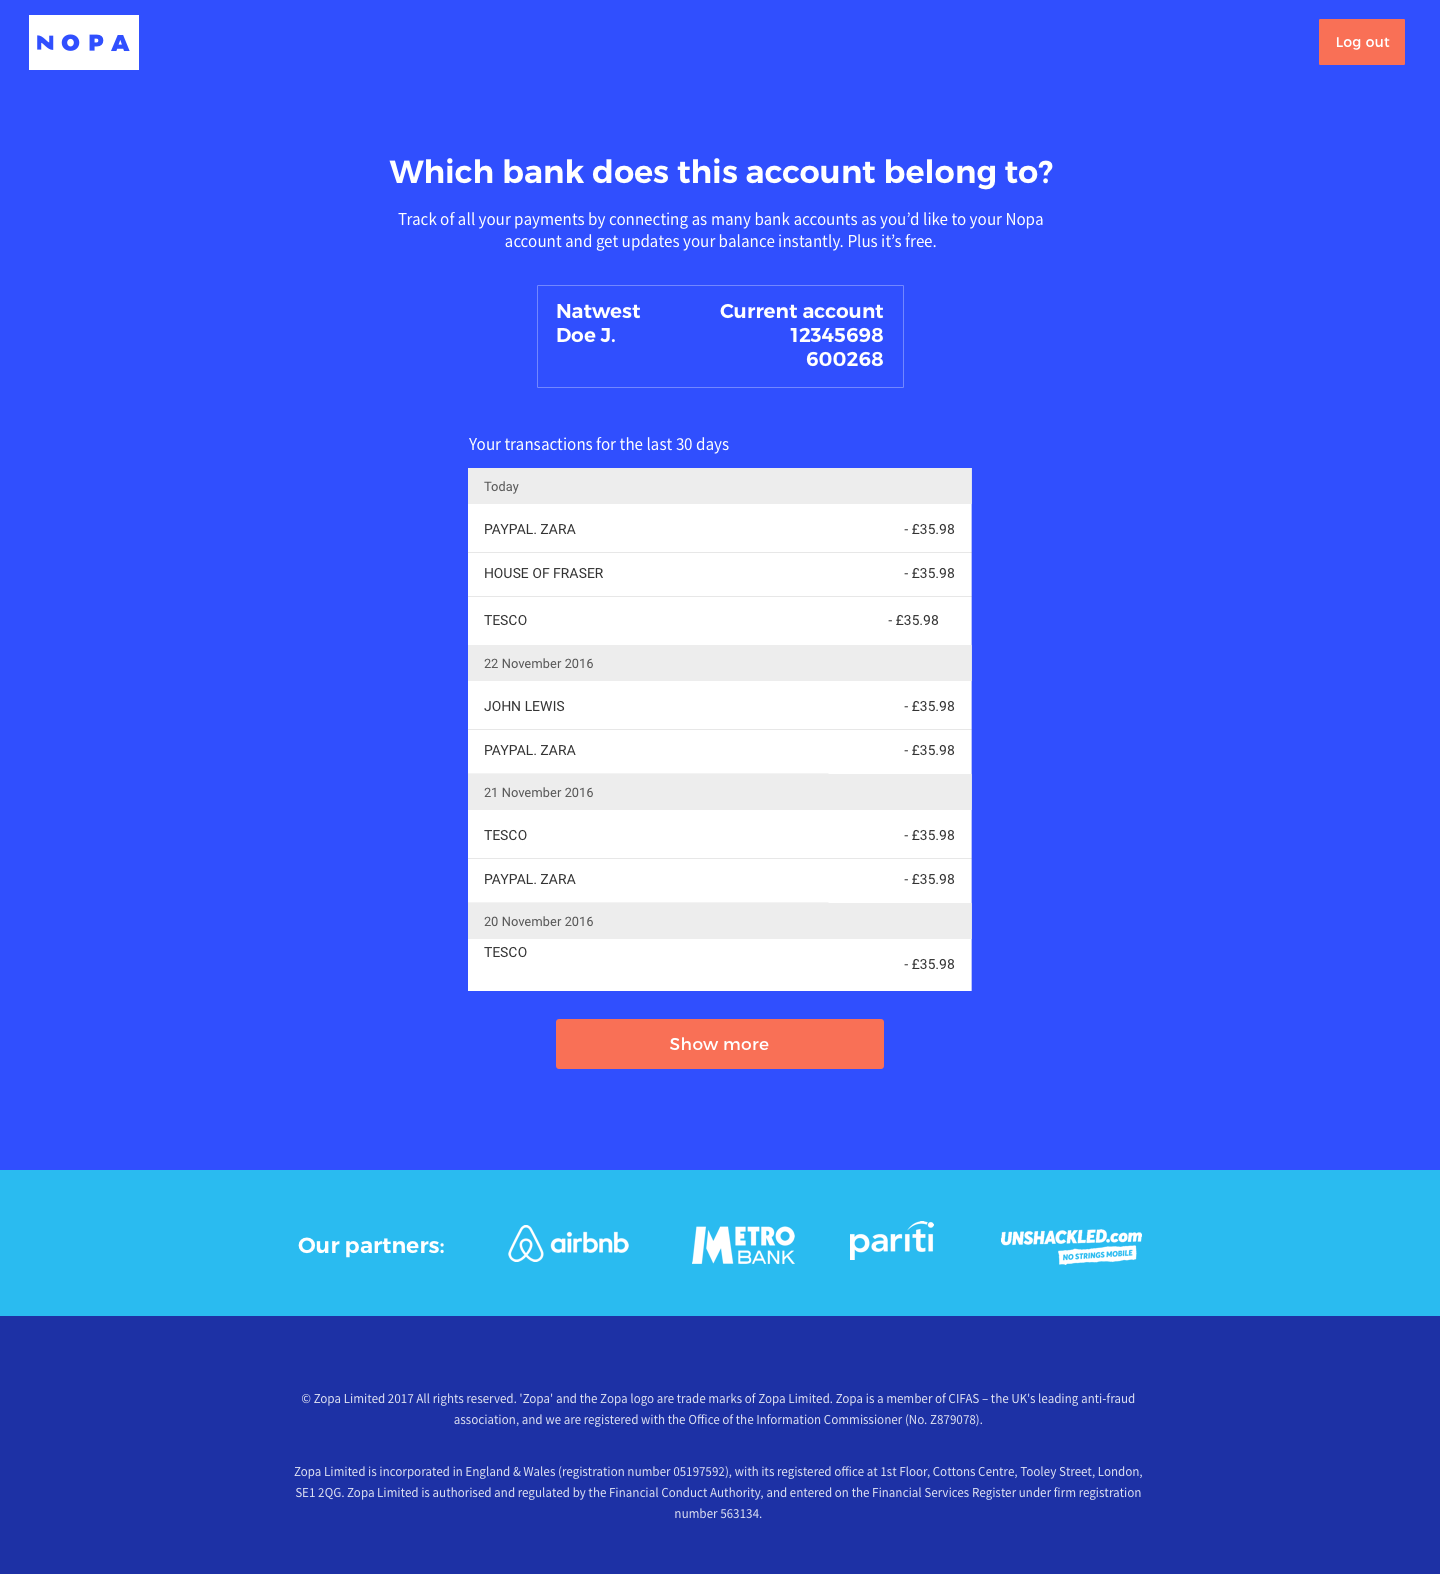 NOPA
Log out
Which bank does this account belong to?
Track of all your payments by connecting as many bank accounts as you’d like to your Nopa
account and get updates your balance instantly. Plus it’s free.
Natwest Current account
Doe J. 12345698
600268
Your transactions for the last 30 days
Today
PAYPAL. ZARA - £35.98
HOUSE OF FRASER - £35.98
TESCO - £35.98
22 November 2016
JOHN LEWIS - £35.98
PAYPAL. ZARA - £35.98
21 November 2016
TESCO - £35.98
PAYPAL. ZARA - £35.98
20 November 2016
TESCO - £35.98
Show more
Our partners: airbnb METRO BANK pariti UNSHACKLED.com
NO STRINGS MOBILE
© Zopa Limited 2017 All rights reserved. 'Zopa' and the Zopa logo are trade marks of Zopa Limited. Zopa is a member of CIFAS – the UK's leading anti-fraud
association, and we are registered with the Office of the Information Commissioner (No. Z879078).
Zopa Limited is incorporated in England & Wales (registration number 05197592), with its registered office at 1st Floor, Cottons Centre, Tooley Street, London,
SE1 2QG. Zopa Limited is authorised and regulated by the Financial Conduct Authority, and entered on the Financial Services Register under firm registration
number 563134.